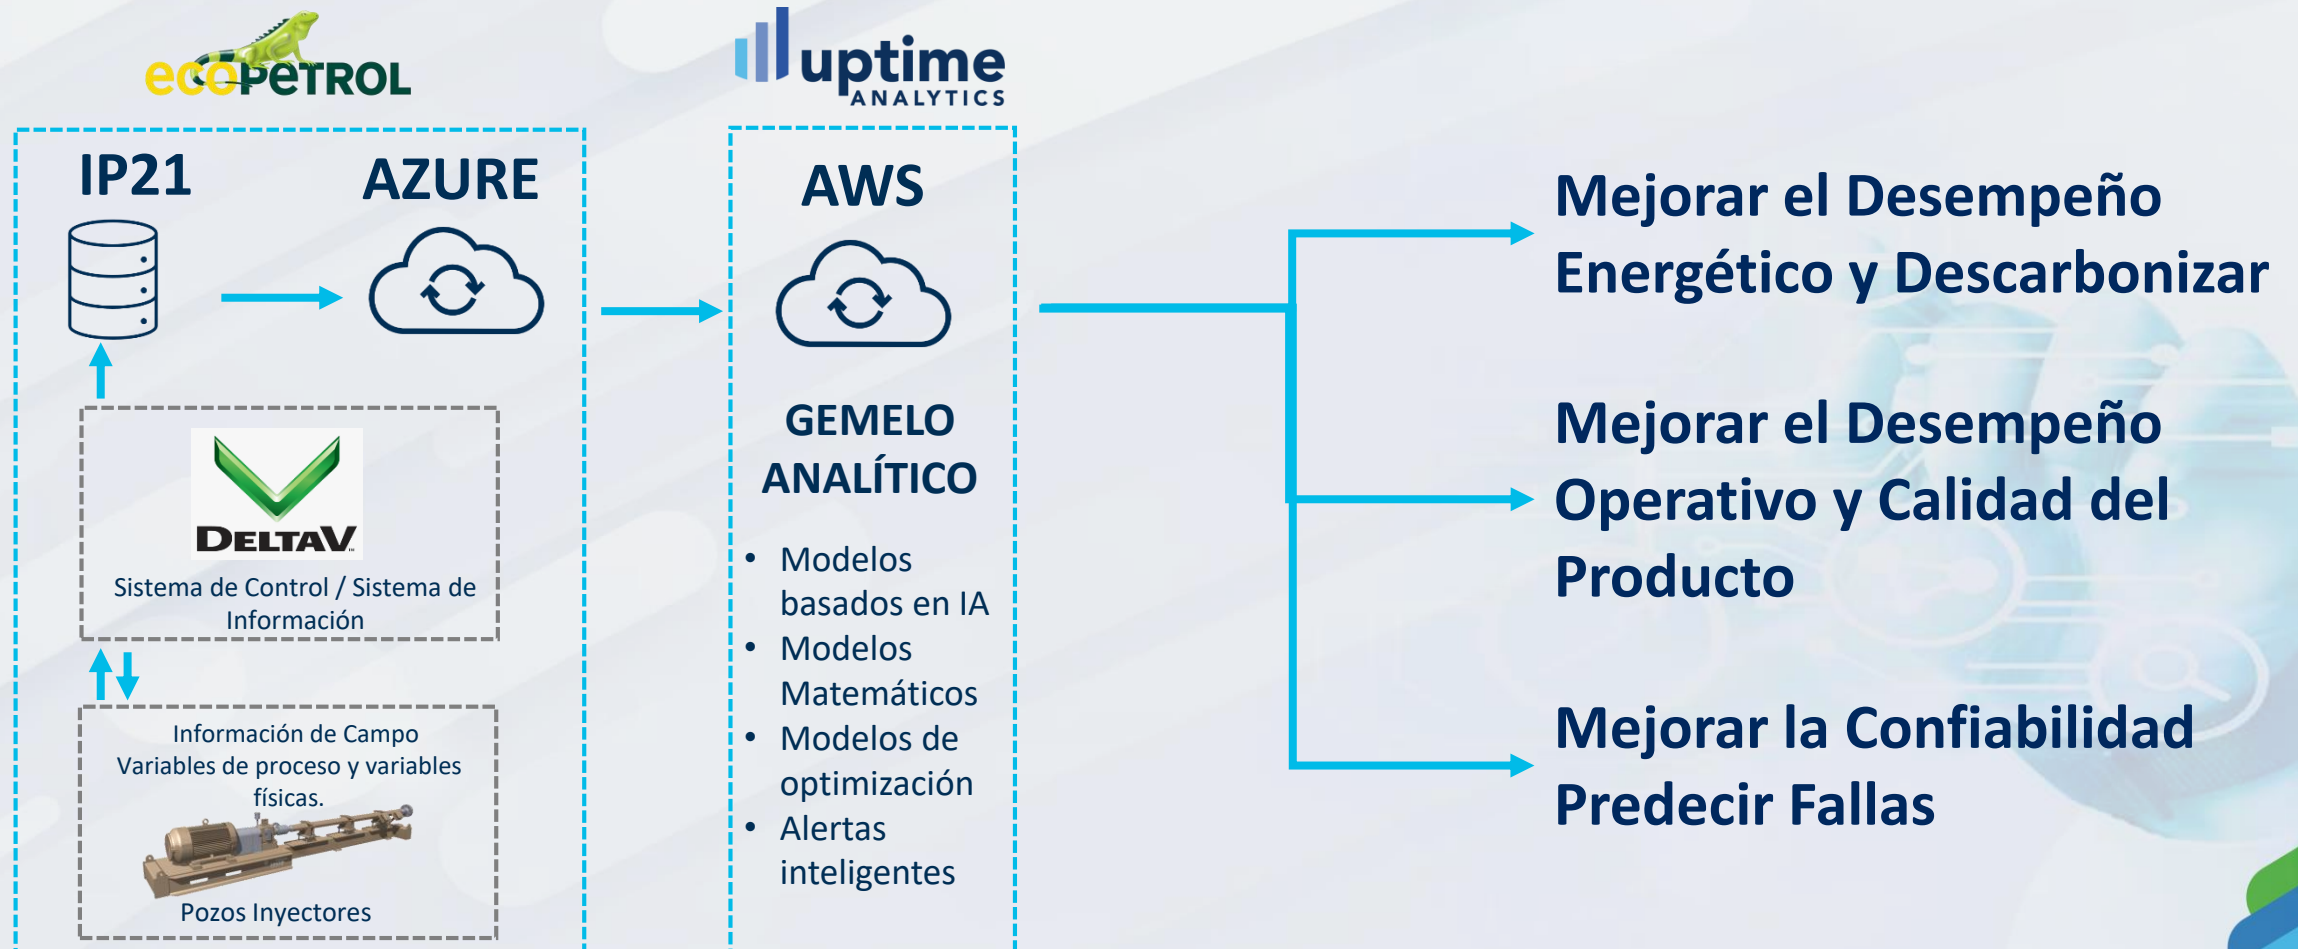 ecopetrol
uptime
ANALYTICS
IP21
AZURE
DELTAV
Sistema de Control / Sistema de
Información
Información de Campo
Variables de proceso y variables
físicas.
Pozos Inyectores
AWS
GEMELO
ANALÍTICO
• Modelos
basados en IA
• Modelos
Matemáticos
• Modelos de
optimización
• Alertas
inteligentes
Mejorar el Desempeño
Energético y Descarbonizar
Mejorar el Desempeño
Operativo y Calidad del
Producto
Mejorar la Confiabilidad
Predecir Fallas